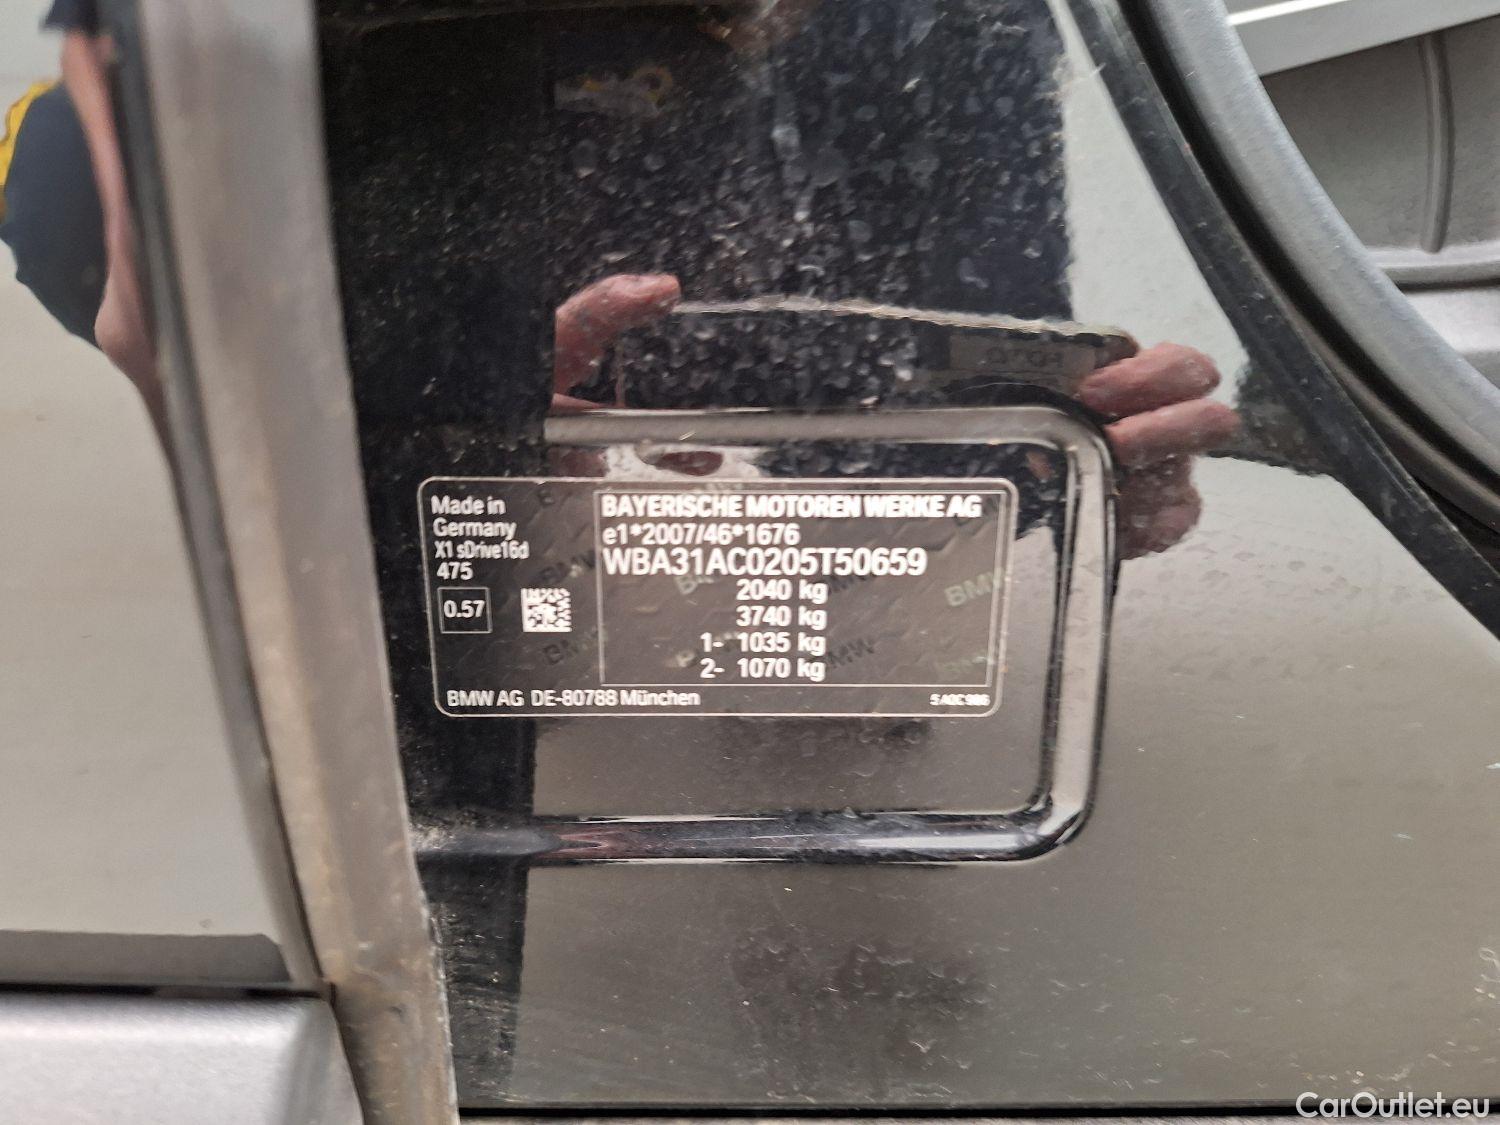 Made in
Germany
X1 sDrive16d
475
0.57
BMW AG DE-80788 München
BAYERISCHE MOTOREN WERKE AG
e1*2007/46*1676
WBA31AC0205T50659
2040 kg
3740 kg
1- 1035 kg
2- 1070 kg
5A0C9B6
CarOutlet.eu